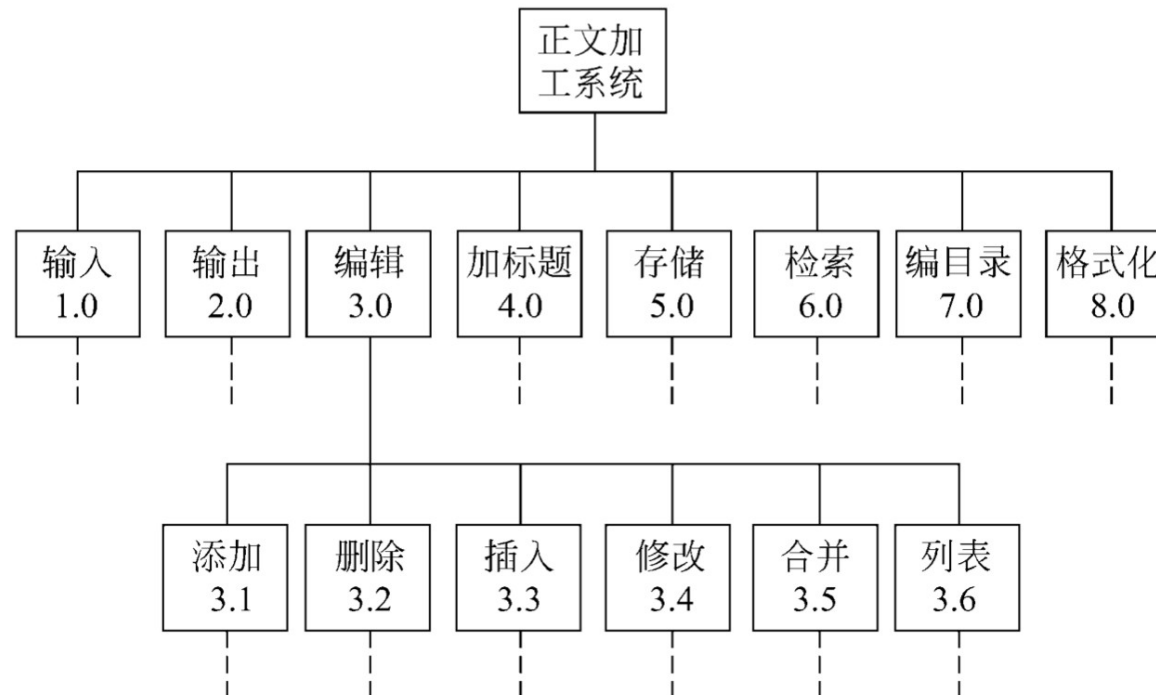 正文加
工系统
输入
1.0
输出
2.0
编辑
3.0
加标题
4.0
存储
5.0
检索
6.0
编目录
7.0
格式化
8.0
添加
3.1
删除
3.2
插入
3.3
修改
3.4
合并
3.5
列表
3.6